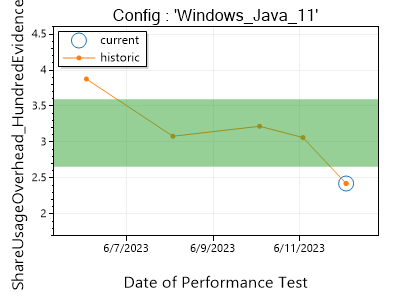 Config : 'Windows_Java_11'
current
historic
4.5
4
3.5
3
2.5
2
ShareUsageOverhead_HundredEvidence
6/7/2023
6/9/2023
6/11/2023
Date of Performance Test